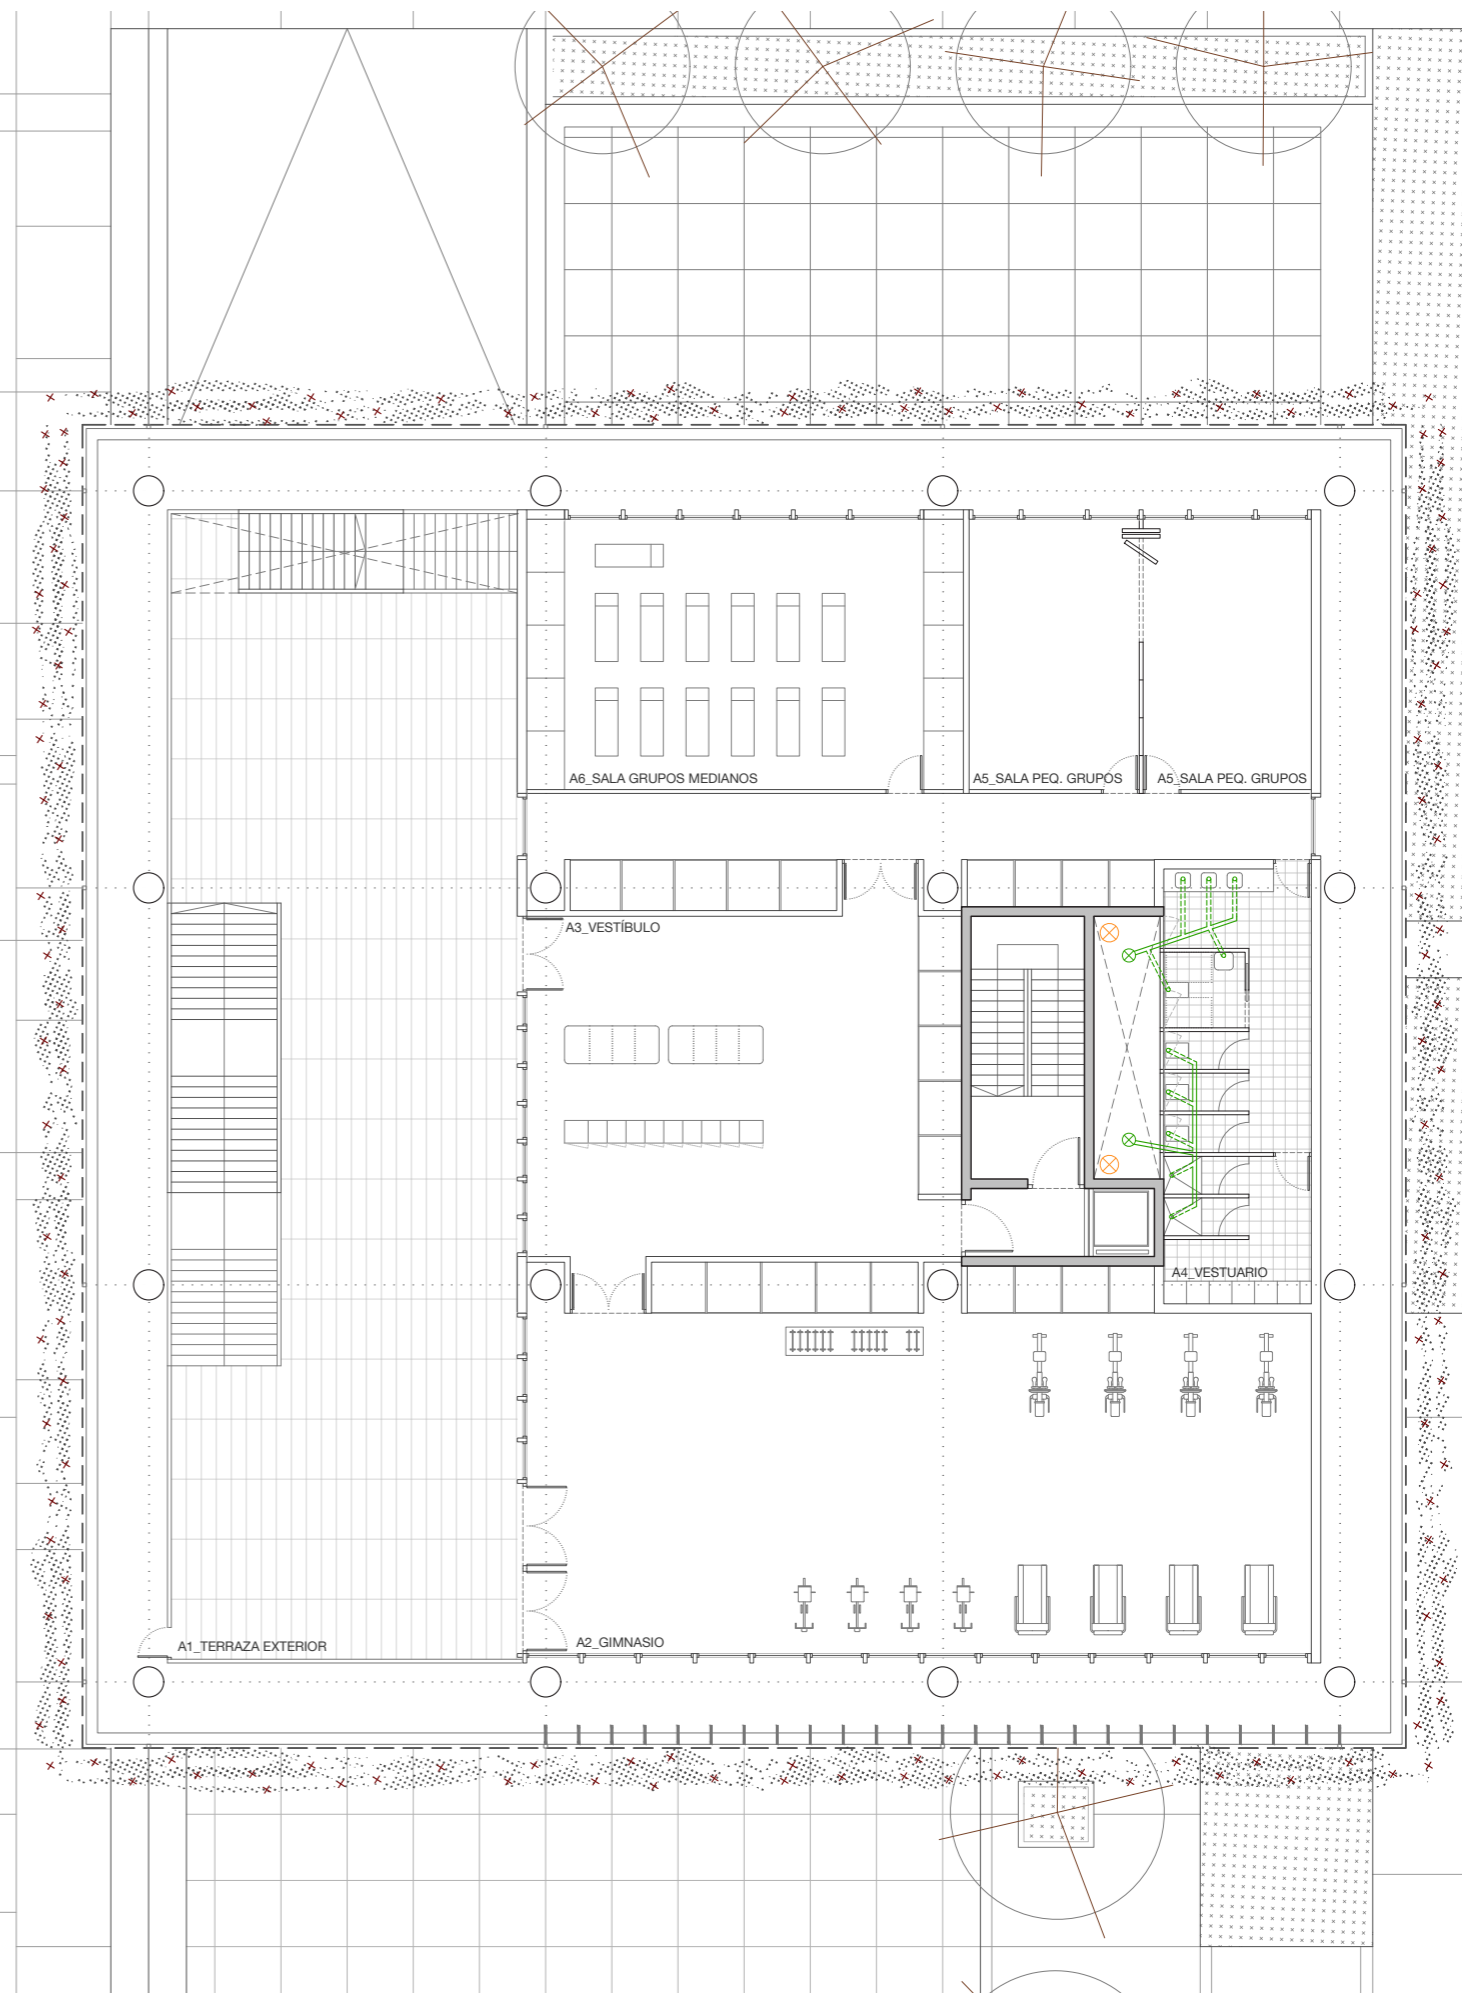 A6_SALA GRUPOS MEDIANOS
A5_SALA PEQ. GRUPOS
A5_SALA PEQ. GRUPOS
A3_VESTÍBULO
A4_VESTUARIO
A1_TERRAZA EXTERIOR
A2_GIMNASIO